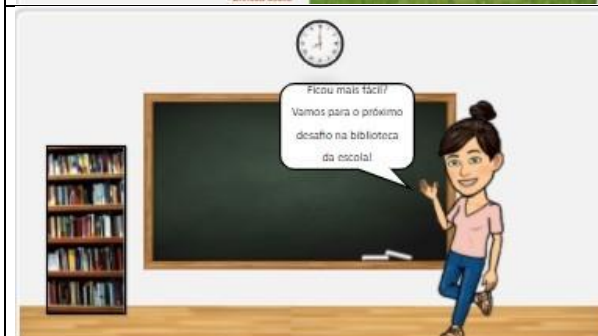 Ficou mais fácil?
Vamos para o próximo
desafio na biblioteca
da escola!